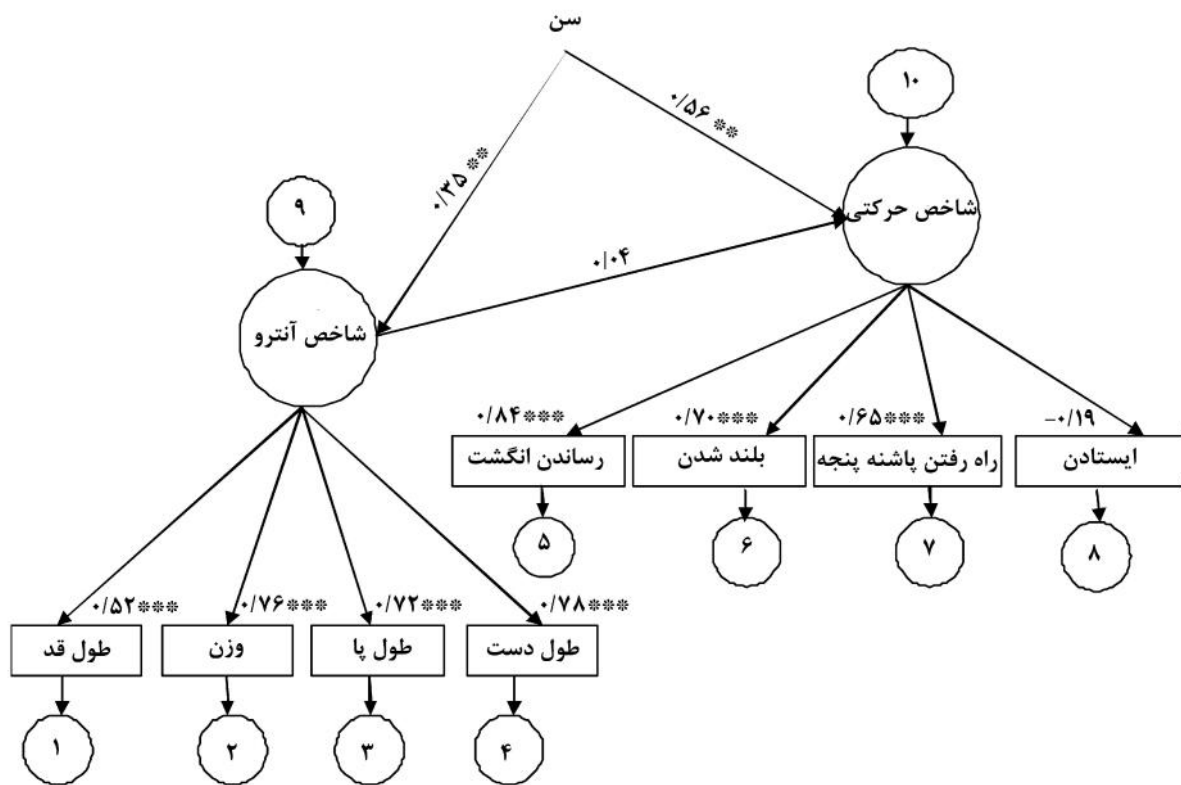 سن
۱۰
۰/۵۶ **
۰/۳۵ **
شاخص حرکتی
۹
۰/۰۴
شاخص آنترو
۰/۸۴***
۰/۷۰***
۰/۶۵***
-۰/۱۹
رساندن انگشت
بلند شدن
راه رفتن پاشنه پنجه
ایستادن
۵
۶
۷
۸
۰/۵۲***
۰/۷۶***
۰/۷۲***
۰/۷۸***
طول قد
وزن
طول پا
طول دست
۱
۲
۳
۴